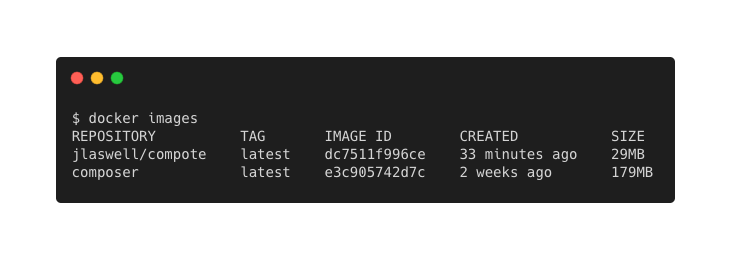 $ docker images
REPOSITORY          TAG       IMAGE ID        CREATED           SIZE
jlaswell/compote    latest    dc7511f996ce    33 minutes ago    29MB
composer            latest    e3c905742d7c    2 weeks ago       179MB